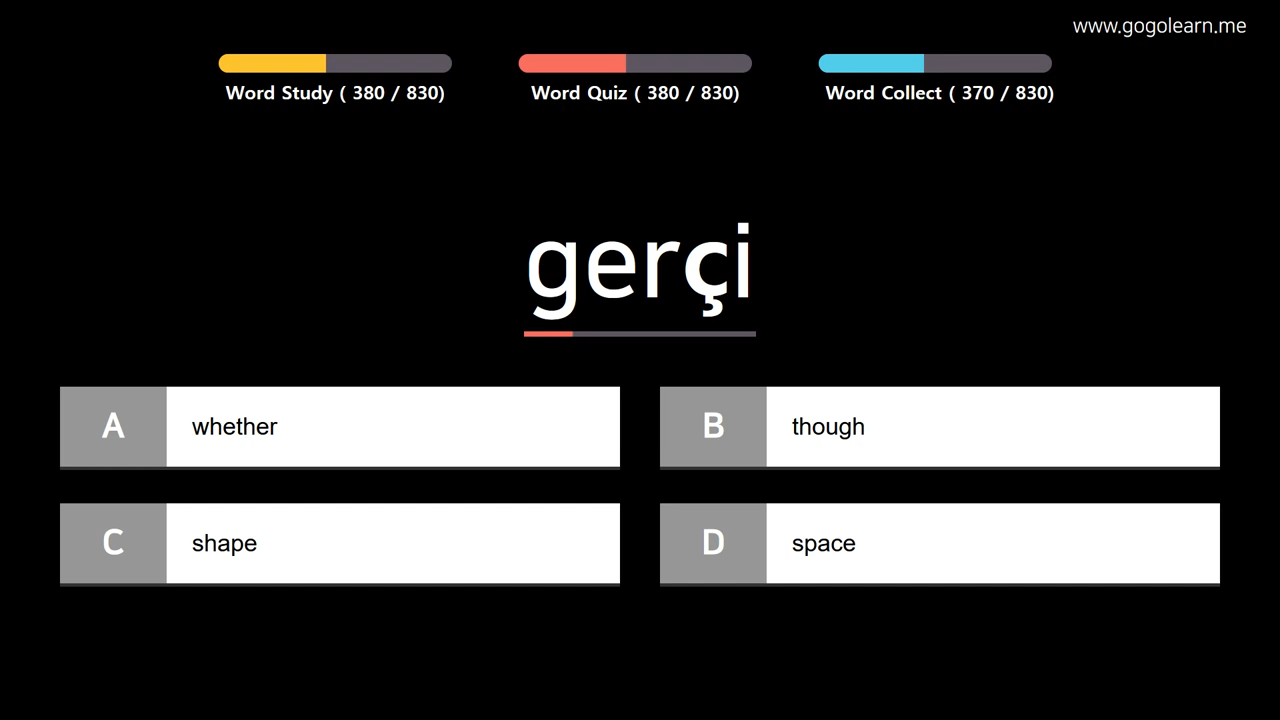 www.gogolearn.me
Word Study ( 380 / 830)
Word Quiz ( 380 / 830)
Word Collect ( 370 / 830)
gerçi
A
whether
B
though
C
shape
D
space